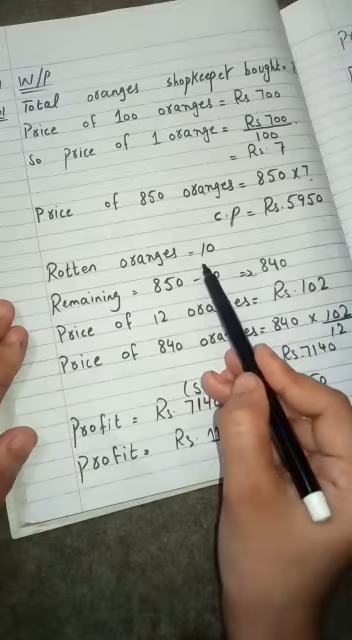 W/P
Total oranges shopkeeper bought =
Price of 100 oranges = Rs 700
So price of 1 orange = Rs 700 / 100
= Rs. 7
Price of 850 oranges = 850 x 7
C.P = Rs. 5950
Rotten oranges = 10
Remaining = 850 - => 840
Price of 12 oranges = Rs. 102
Price of 840 oranges = 840 x 102 / 12
Rs. 7140
(S
Profit = Rs. 7140
Profit = Rs.